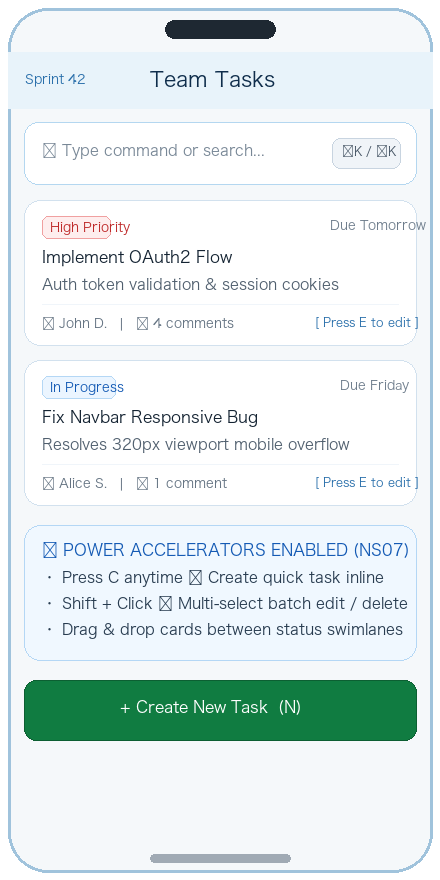 Sprint 42
Team Tasks
Type command or search...
K / K
High Priority
Due Tomorrow
Implement OAuth2 Flow
Auth token validation & session cookies
John D. | 4 comments
[ Press E to edit ]
In Progress
Due Friday
Fix Navbar Responsive Bug
Resolves 320px viewport mobile overflow
Alice S. | 1 comment
[ Press E to edit ]
POWER ACCELERATORS ENABLED (NS07)
· Press C anytime Create quick task inline
· Shift + Click Multi-select batch edit / delete
· Drag & drop cards between status swimlanes
+ Create New Task (N)